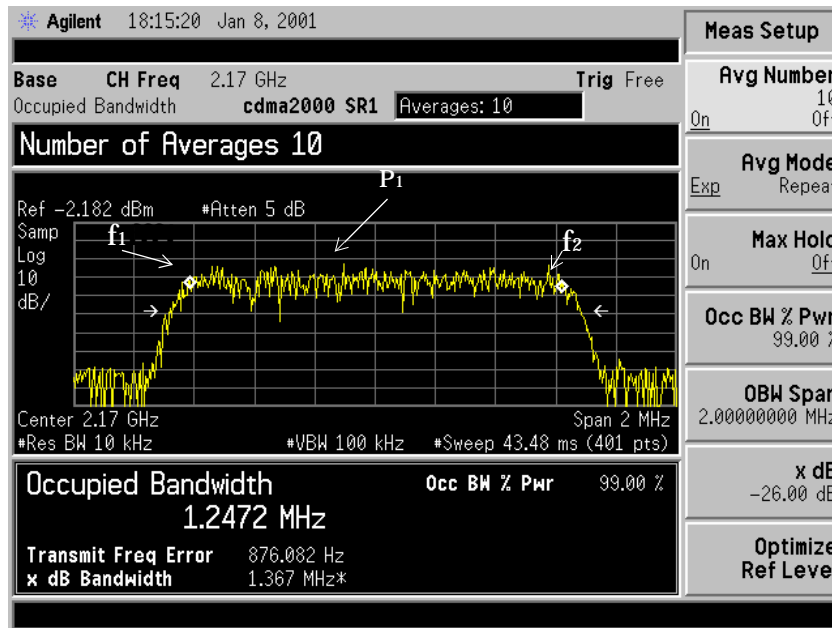 Agilent 18:15:20 Jan 8, 2001
Meas Setup
Base CH Freq 2.17 GHz Trig Free
Occupied Bandwidth cdma2000 SR1 Averages: 10
Number of Averages 10
Avg Number
10
On Of
Avg Mode
Exp Repeat
Max Hold
On Of
Occ BW % Pwr
99.00 %
OBW Span
2.00000000 MHz
x dB
-26.00 dB
Optimize
Ref Level
P1
Ref -2.182 dBm #Atten 5 dB
Samp
Log
10
dB/
f1
f2
Center 2.17 GHz Span 2 MHz
#Res BW 10 kHz #VBW 100 kHz #Sweep 43.48 ms (401 pts)
Occupied Bandwidth Occ BW % Pwr 99.00 %
1.2472 MHz
Transmit Freq Error 876.082 Hz
x dB Bandwidth 1.367 MHz*